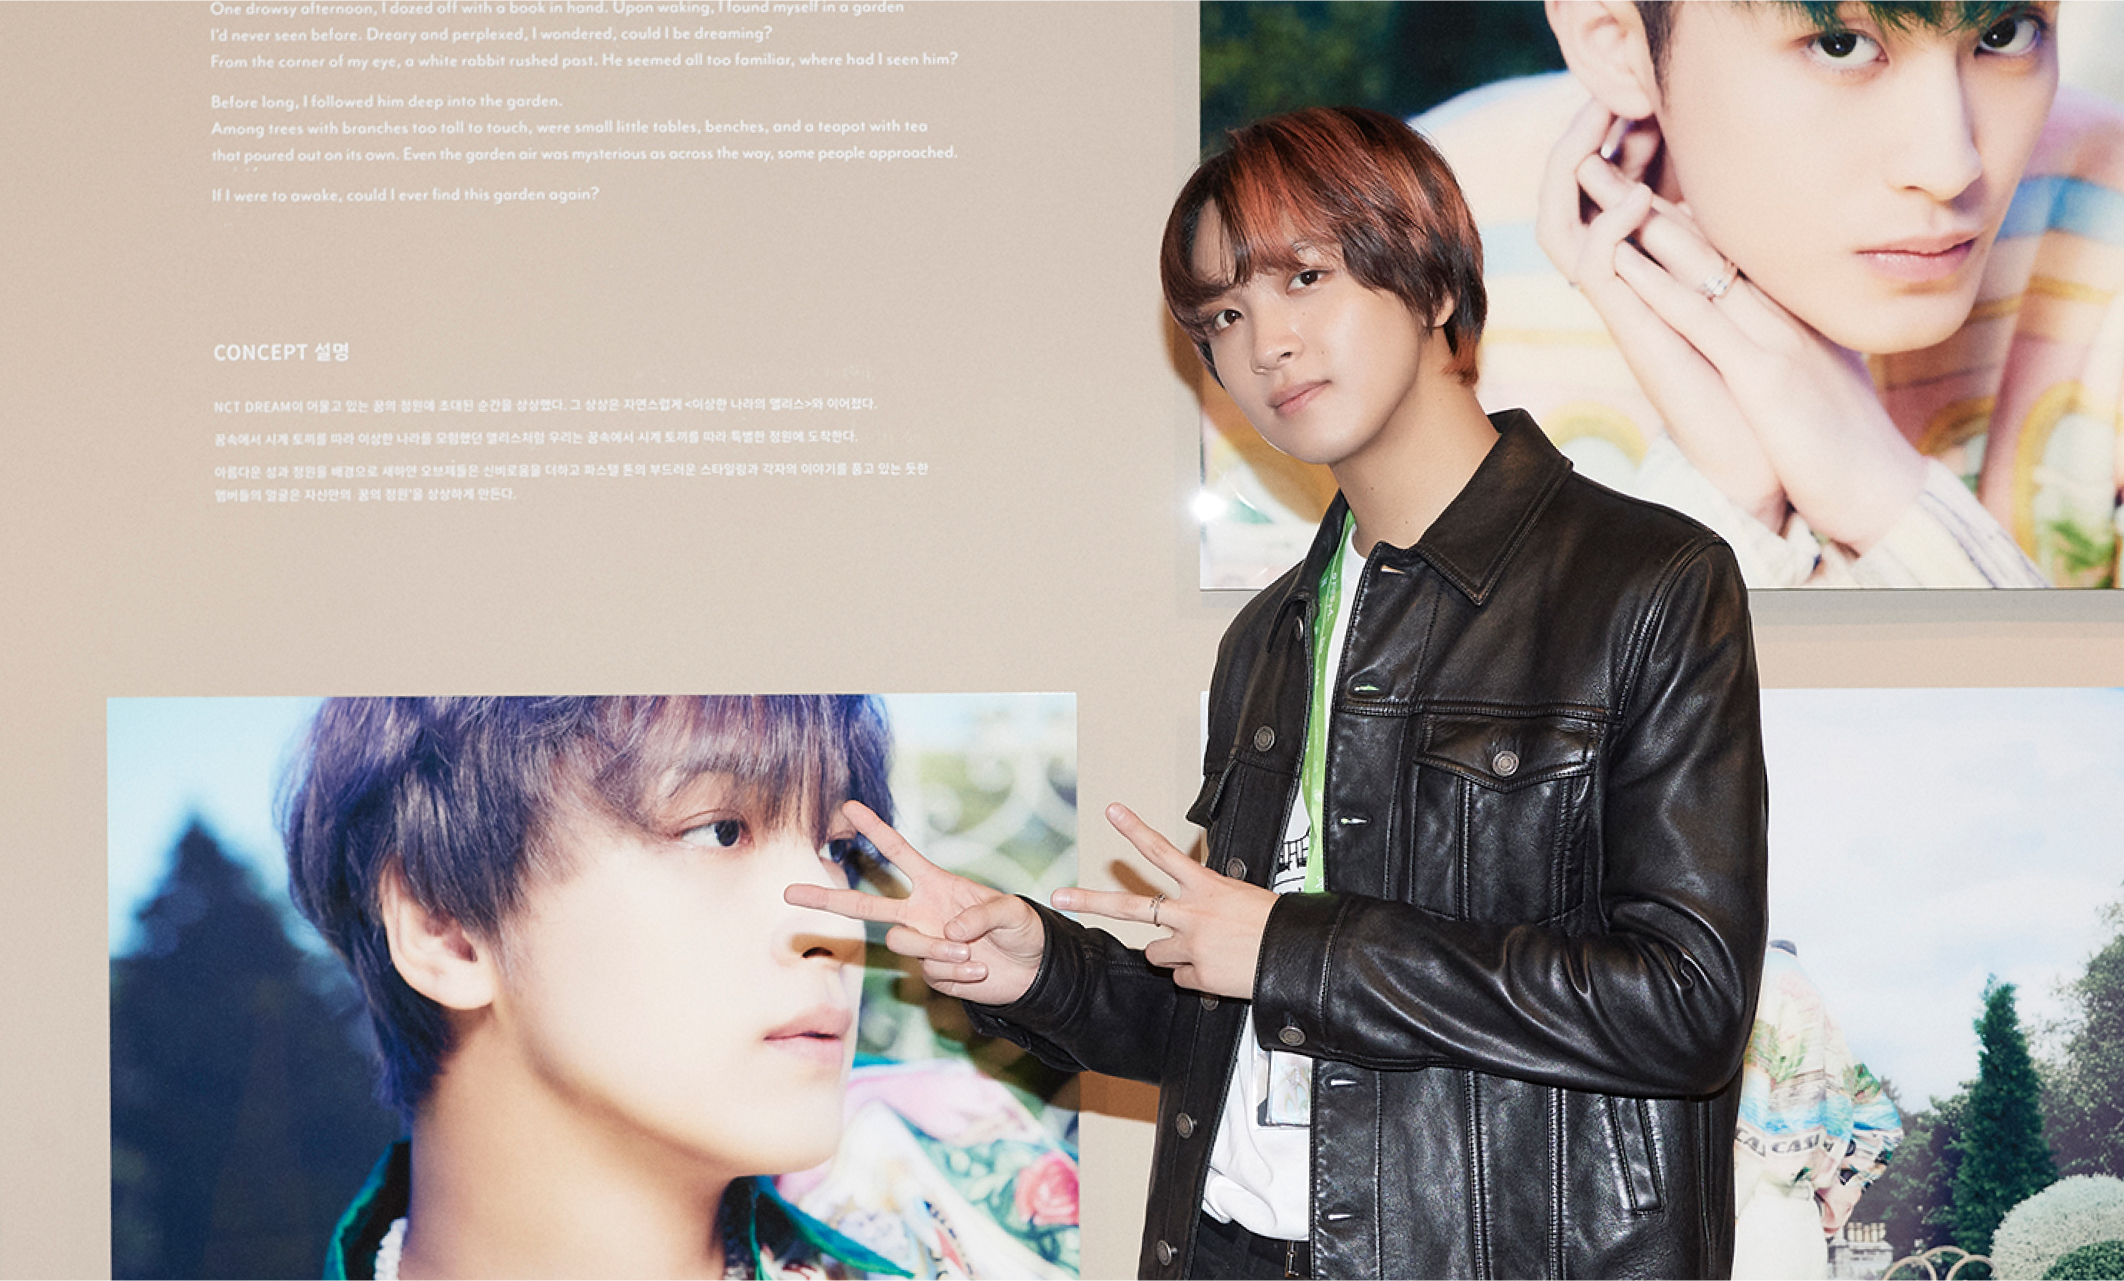 One drowsy afternoon, I dozed off with a book in hand. Upon waking, I found myself in a garden
I'd never seen before. Dreary and perplexed, I wondered, could I be dreaming?
From the corner of my eye, a white rabbit rushed past. He seemed all too familiar, where had I seen him?
Before long, I followed him deep into the garden.
Among trees with branches too tall to touch, were small little tables, benches, and a teapot with tea
that poured out on its own. Even the garden air was mysterious as across the way, some people approached.
If I were to awake, could I ever find this garden again?
CONCEPT 설명
NCT DREAM이 머물고 있는 꿈의 정원에 초대된 순간을 상상했다. 그 상상은 자연스럽게 <이상한 나라의 앨리스>와 이어졌다.
꿈속에서 시계 토끼를 따라 이상한 나라를 모험했던 앨리스처럼 우리는 꿈속에서 시계 토끼를 따라 특별한 정원에 도착한다.
아름다운 성과 정원을 배경으로 새하얀 오브제들은 신비로움을 더하고 파스텔 톤의 부드러운 스타일링과 각자의 이야기를 품고 있는 듯한
멤버들의 얼굴은 자신만의 '꿈의 정원'을 상상하게 만든다.